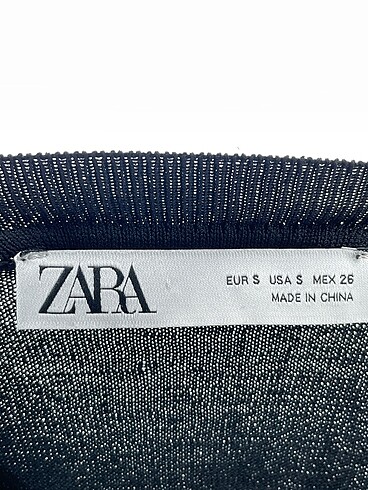 ZARA
EUR S USA S MEX 26
MADE IN CHINA